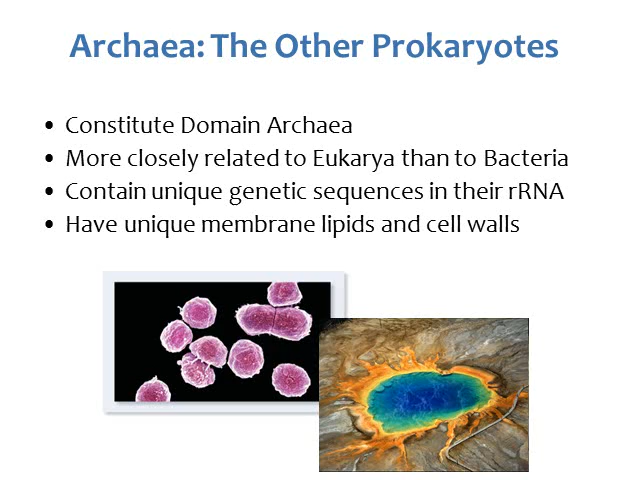 Archaea: The Other Prokaryotes
• Constitute Domain Archaea
• More closely related to Eukarya than to Bacteria
• Contain unique genetic sequences in their rRNA
• Have unique membrane lipids and cell walls